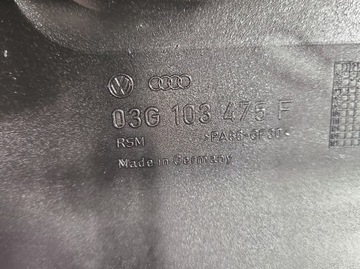 03G 103 475 F
RSM >PA66-GF30<
Made in Germany